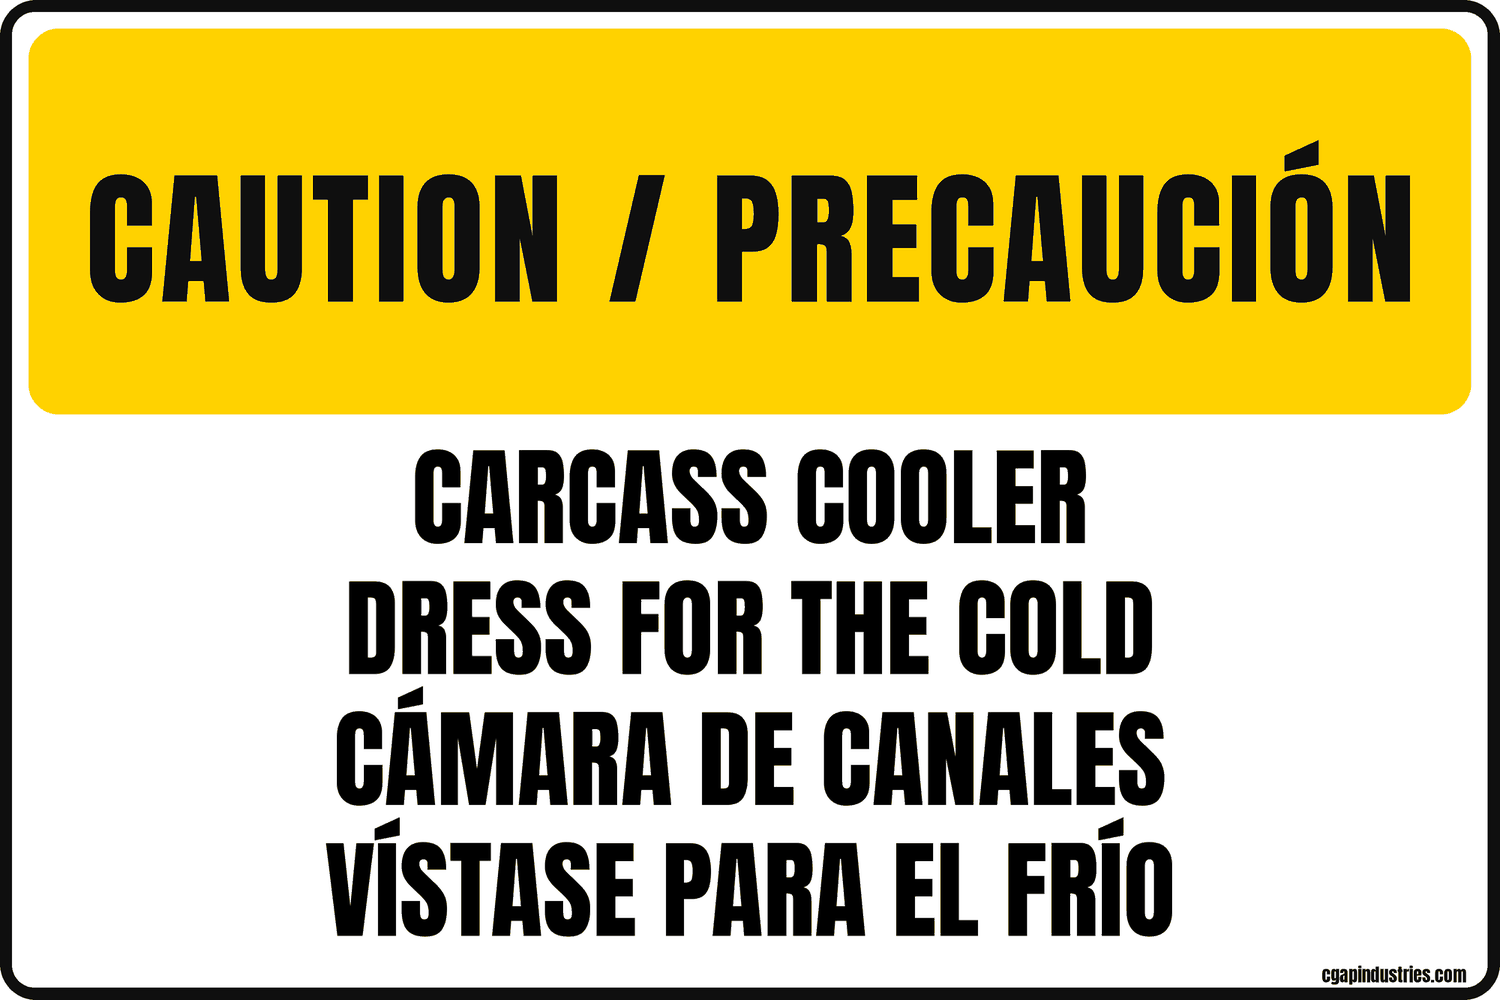 CAUTION / PRECAUCIÓN
CARCASS COOLER
DRESS FOR THE COLD
CÁMARA DE CANALES
VÍSTASE PARA EL FRÍO
cgapindustries.com